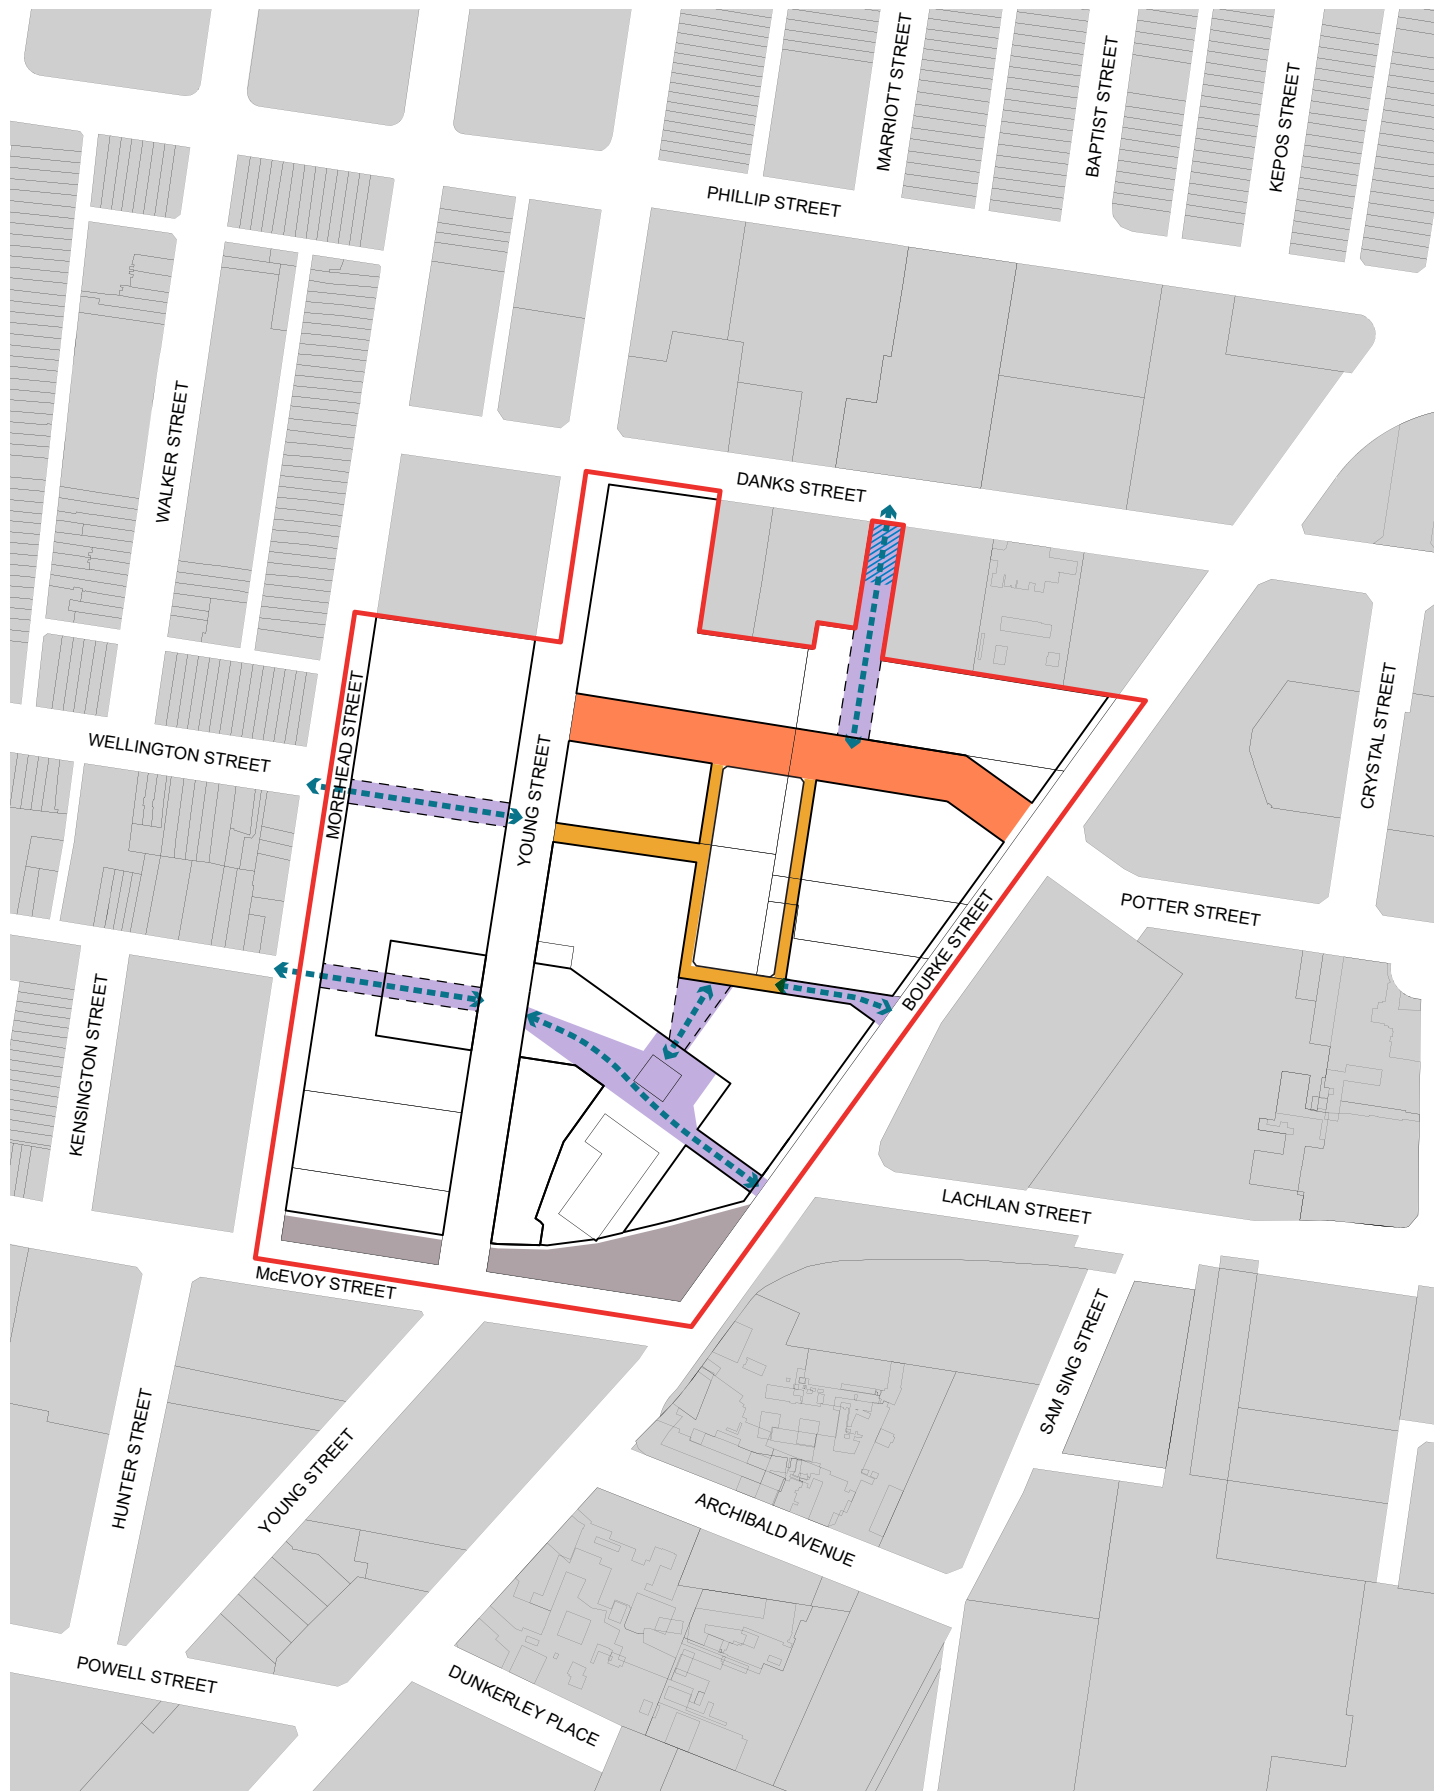 MARRIOTT STREET
BAPTIST STREET
KEPOS STREET
PHILLIP STREET
WALKER STREET
DANKS STREET
MOREHEAD STREET
CRYSTAL STREET
WELLINGTON STREET
YOUNG STREET
POTTER STREET
BOURKE STREET
KENSINGTON STREET
LACHLAN STREET
McEVOY STREET
SAM SING STREET
HUNTER STREET
YOUNG STREET
ARCHIBALD AVENUE
POWELL STREET
DUNKERLEY PLACE